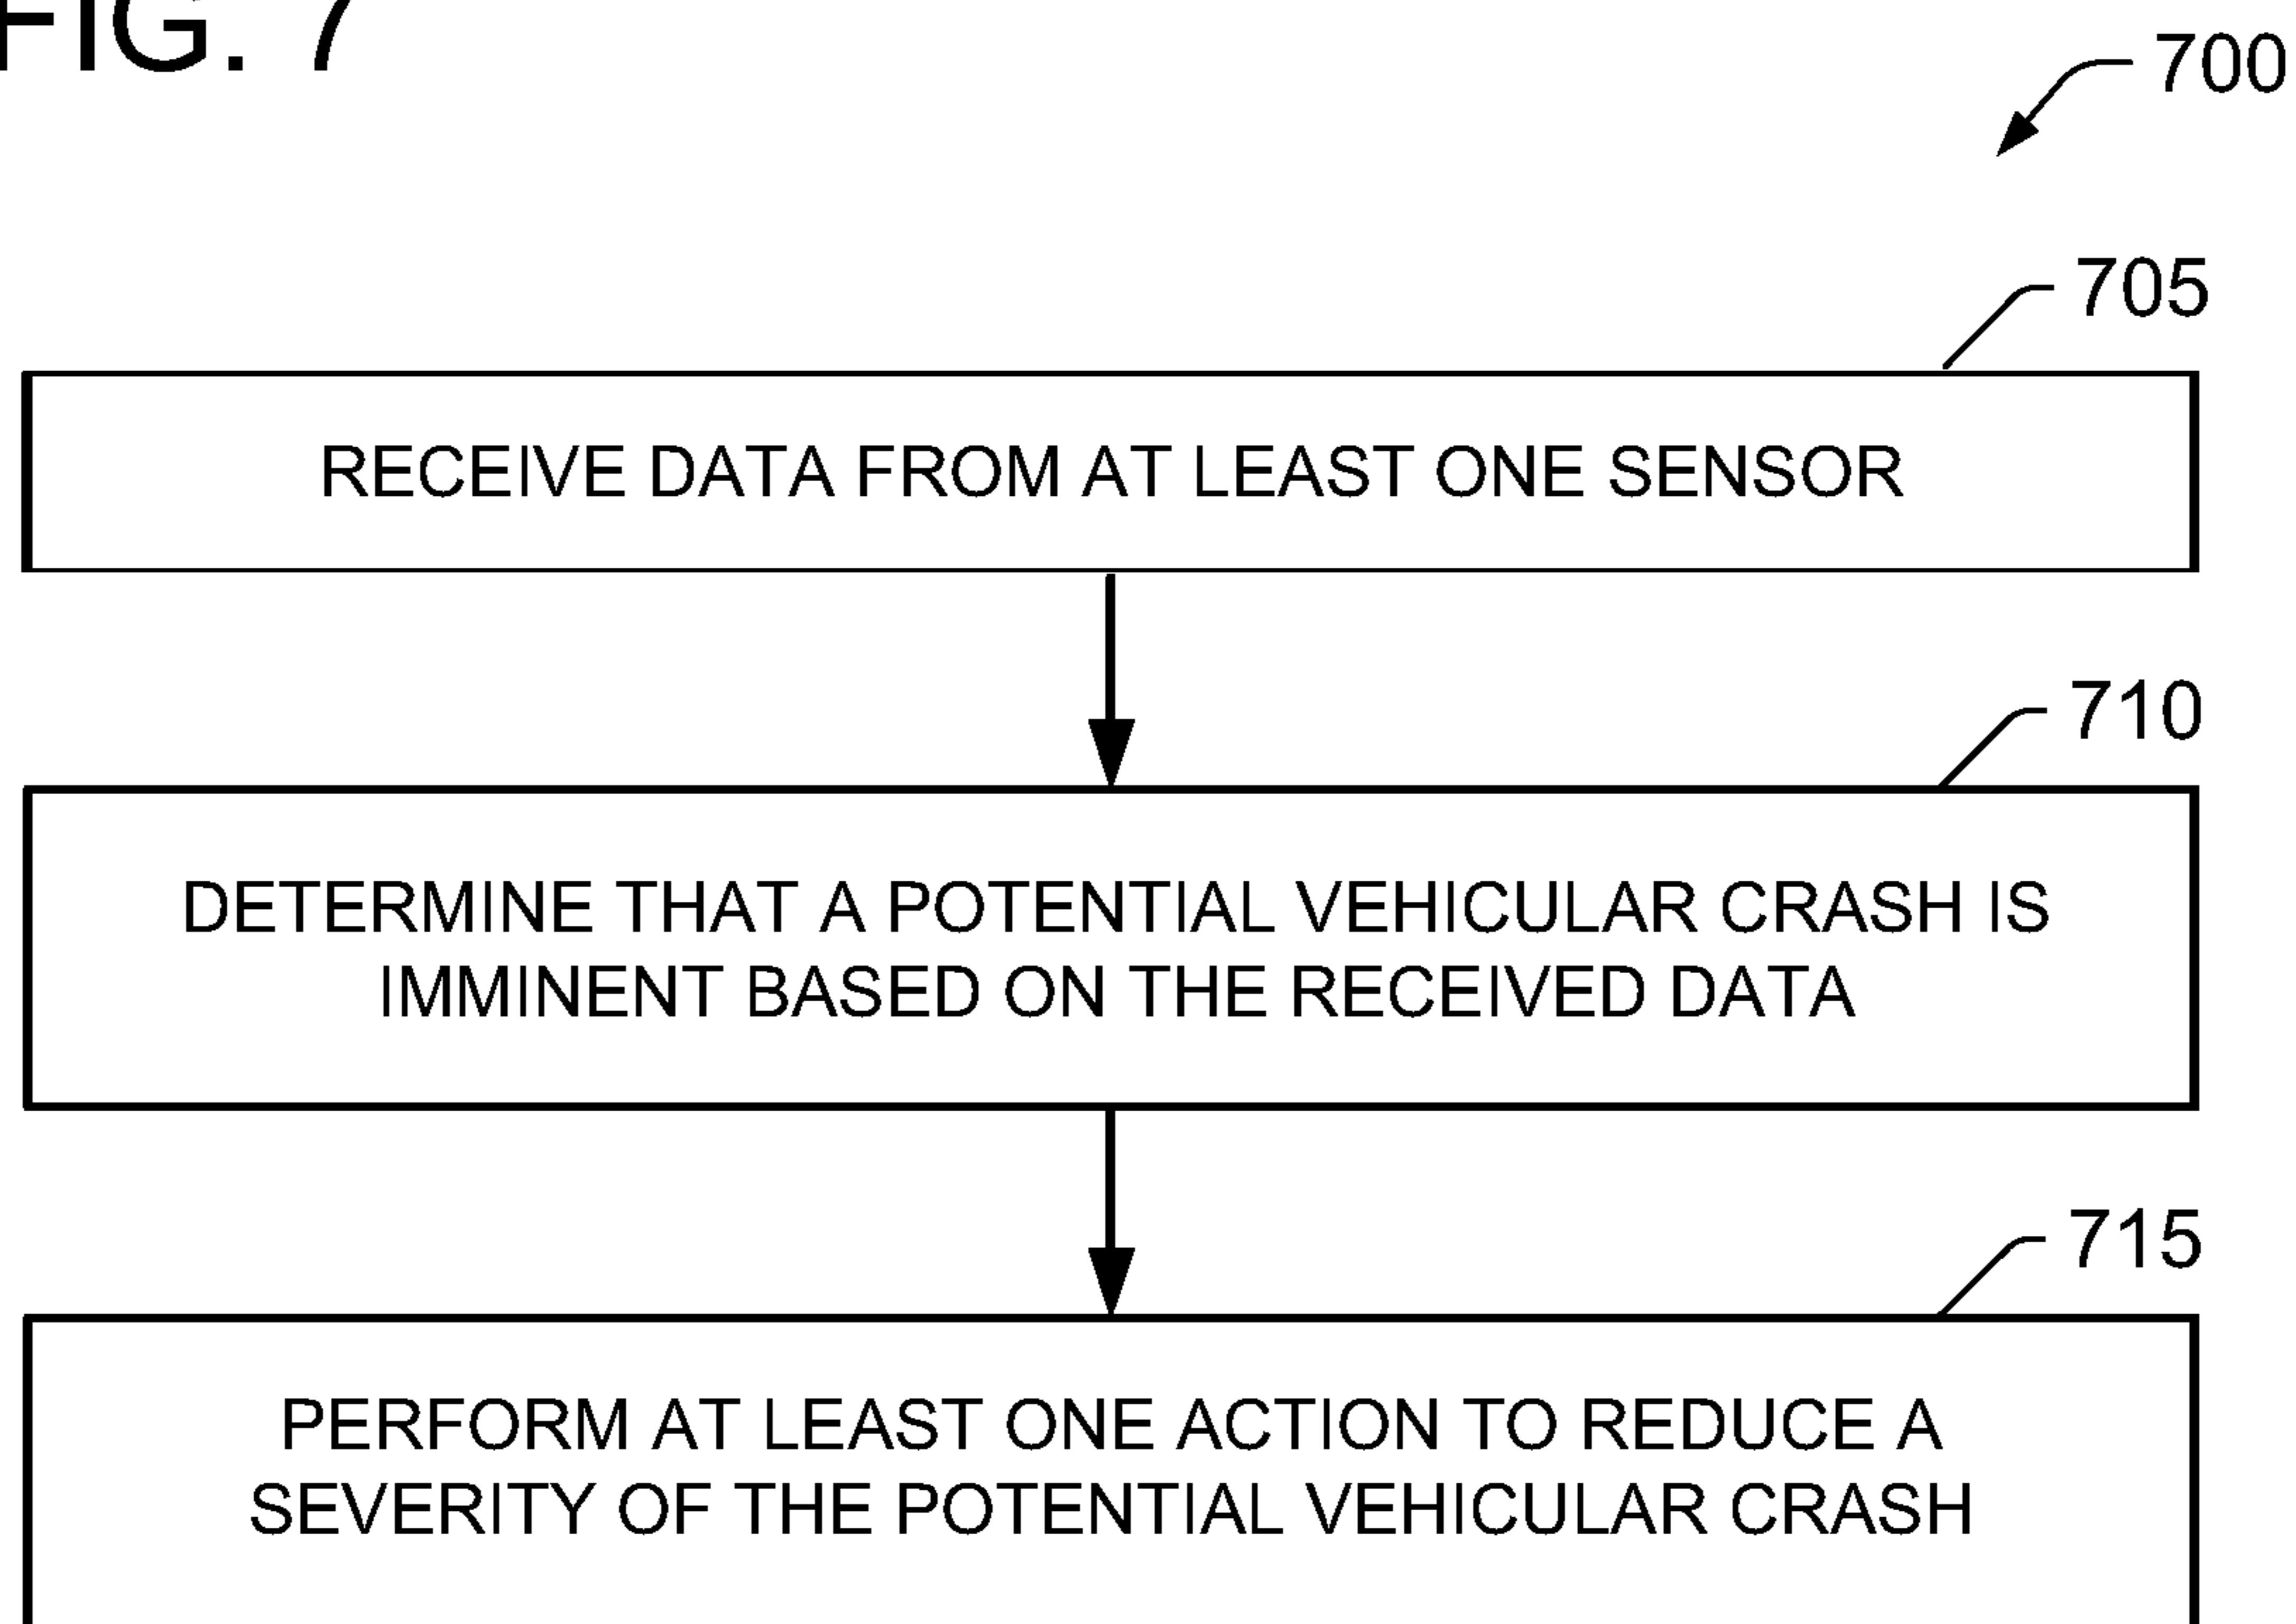 FIG. 7
700
705
RECEIVE DATA FROM AT LEAST ONE SENSOR
710
DETERMINE THAT A POTENTIAL VEHICULAR CRASH IS
IMMINENT BASED ON THE RECEIVED DATA
715
PERFORM AT LEAST ONE ACTION TO REDUCE A
SEVERITY OF THE POTENTIAL VEHICULAR CRASH